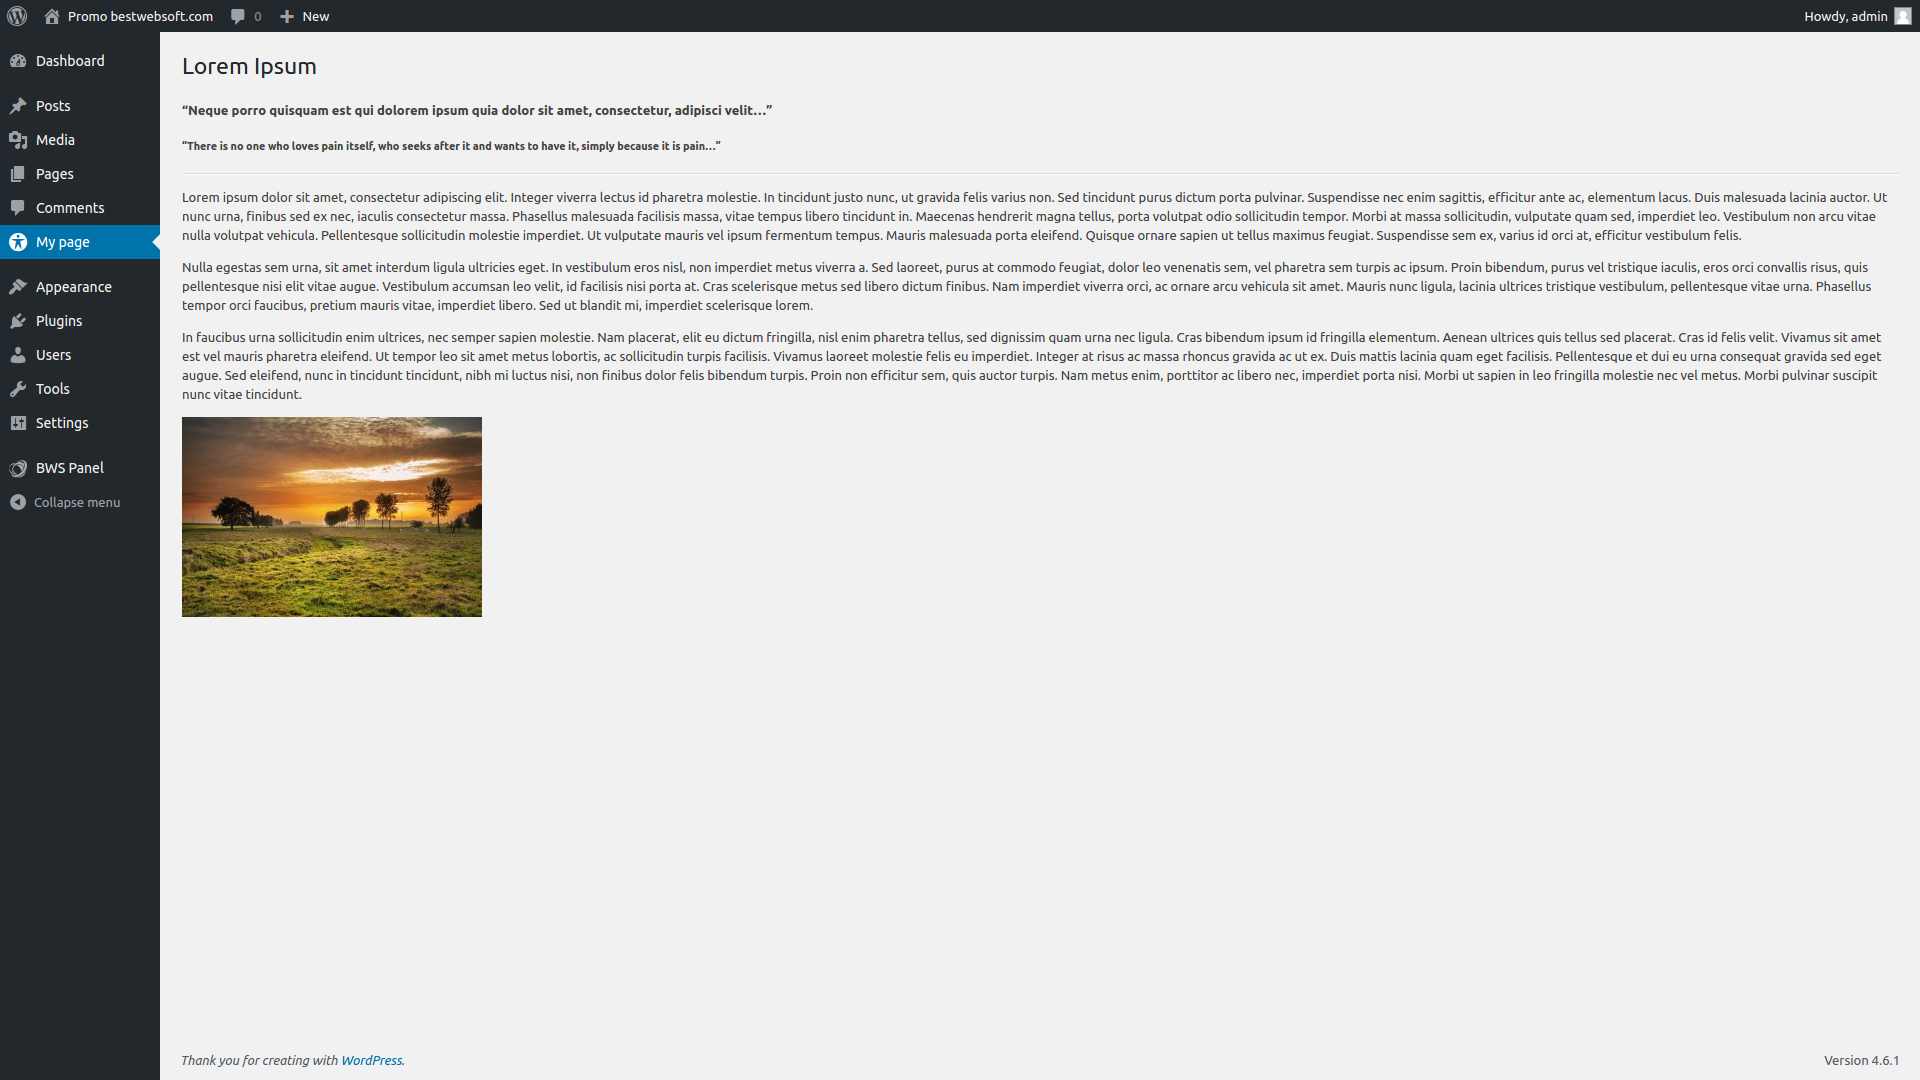 Promo bestwebsoft.com 0 New Howdy, admin
Dashboard
Posts
Media
Pages
Comments
My page
Appearance
Plugins
Users
Tools
Settings
BWS Panel
Collapse menu
Lorem Ipsum
“Neque porro quisquam est qui dolorem ipsum quia dolor sit amet, consectetur, adipisci velit…”
“There is no one who loves pain itself, who seeks after it and wants to have it, simply because it is pain…”
Lorem ipsum dolor sit amet, consectetur adipiscing elit. Integer viverra lectus id pharetra molestie. In tincidunt justo nunc, ut gravida felis varius non. Sed tincidunt purus dictum porta pulvinar. Suspendisse nec enim sagittis, efficitur ante ac, elementum lacus. Duis malesuada lacinia auctor. Ut
nunc urna, finibus sed ex nec, iaculis consectetur massa. Phasellus malesuada facilisis massa, vitae tempus libero tincidunt in. Maecenas hendrerit magna tellus, porta volutpat odio sollicitudin tempor. Morbi at massa sollicitudin, vulputate quam sed, imperdiet leo. Vestibulum non arcu vitae
nulla volutpat vehicula. Pellentesque sollicitudin molestie imperdiet. Ut vulputate mauris vel ipsum fermentum tempus. Mauris malesuada porta eleifend. Quisque ornare sapien ut tellus maximus feugiat. Suspendisse sem ex, varius id orci at, efficitur vestibulum felis.
Nulla egestas sem urna, sit amet interdum ligula ultricies eget. In vestibulum eros nisl, non imperdiet metus viverra a. Sed laoreet, purus at commodo feugiat, dolor leo venenatis sem, vel pharetra sem turpis ac ipsum. Proin bibendum, purus vel tristique iaculis, eros orci convallis risus, quis
pellentesque nisi elit vitae augue. Vestibulum accumsan leo velit, id facilisis nisi porta at. Cras scelerisque metus sed libero dictum finibus. Nam imperdiet viverra orci, ac ornare arcu vehicula sit amet. Mauris nunc ligula, lacinia ultrices tristique vestibulum, pellentesque vitae urna. Phasellus
tempor orci faucibus, pretium mauris vitae, imperdiet libero. Sed ut blandit mi, imperdiet scelerisque lorem.
In faucibus urna sollicitudin enim ultrices, nec semper sapien molestie. Nam placerat, elit eu dictum fringilla, nisl enim pharetra tellus, sed dignissim quam urna nec ligula. Cras bibendum ipsum id fringilla elementum. Aenean ultrices quis tellus sed placerat. Cras id felis velit. Vivamus sit amet
est vel mauris pharetra eleifend. Ut tempor leo sit amet metus lobortis, ac sollicitudin turpis facilisis. Vivamus laoreet molestie felis eu imperdiet. Integer at risus ac massa rhoncus gravida ac ut ex. Duis mattis lacinia quam eget facilisis. Pellentesque et dui eu urna consequat gravida sed eget
augue. Sed eleifend, nunc in tincidunt tincidunt, nibh mi luctus nisi, non finibus dolor felis bibendum turpis. Proin non efficitur sem, quis auctor turpis. Nam metus enim, porttitor ac libero nec, imperdiet porta nisi. Morbi ut sapien in leo fringilla molestie nec vel metus. Morbi pulvinar suscipit
nunc vitae tincidunt.
Thank you for creating with WordPress. Version 4.6.1